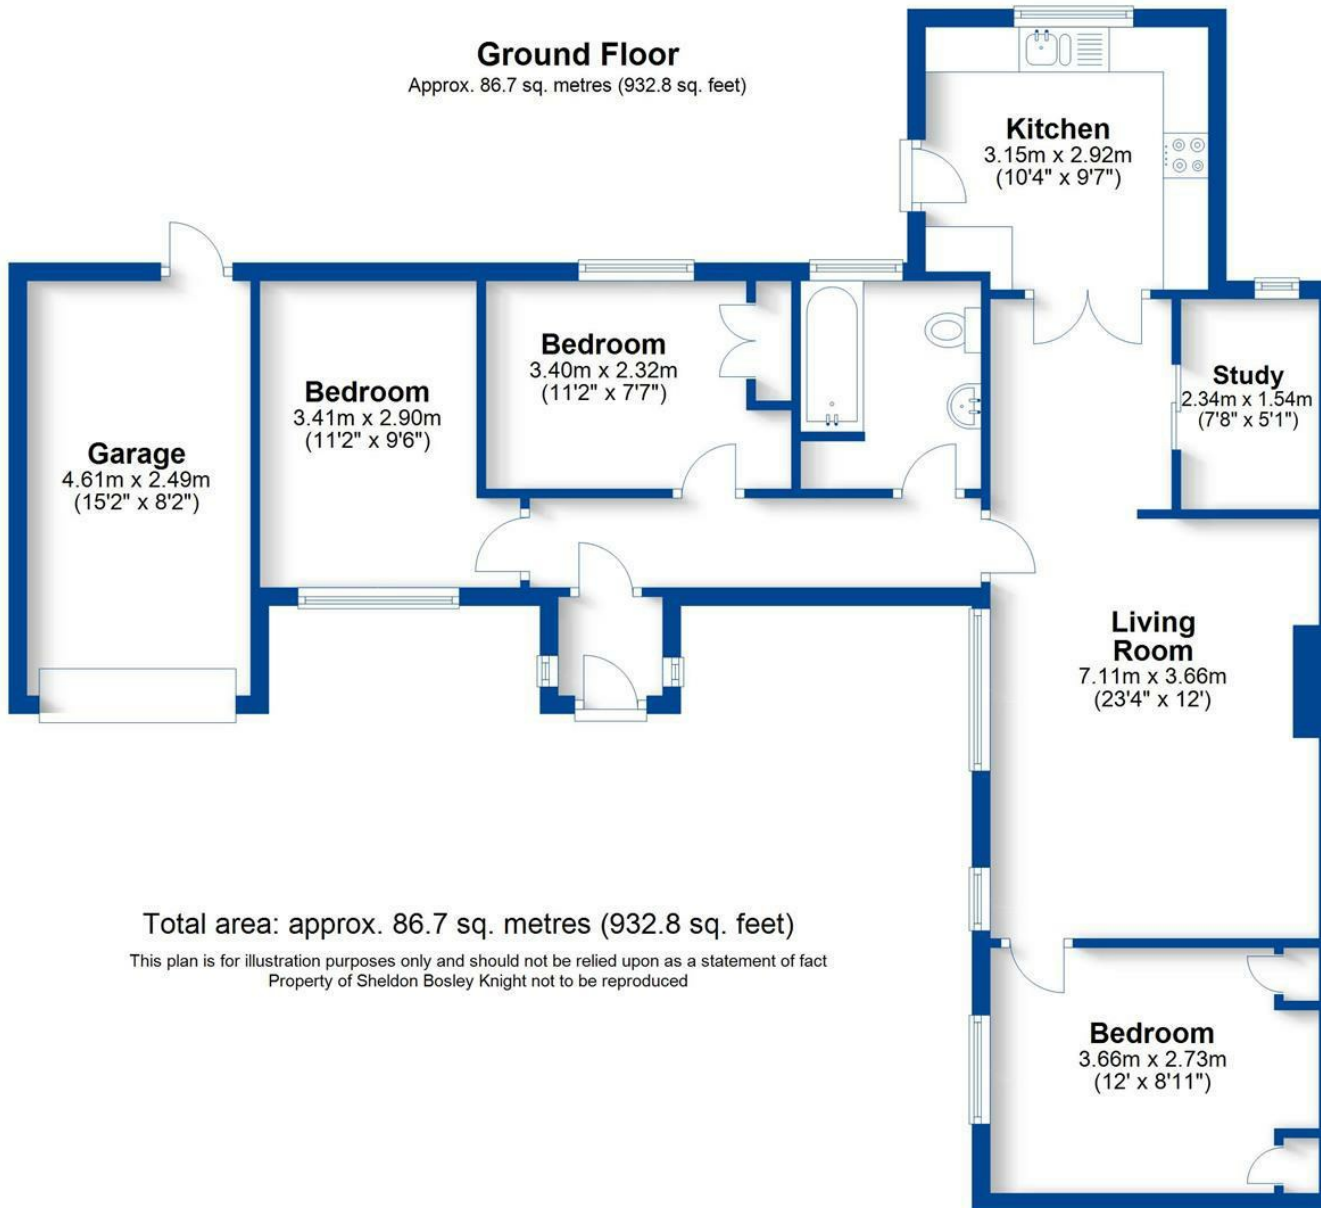 Ground Floor
Approx. 86.7 sq. metres (932.8 sq. feet)
Kitchen
3.15m x 2.92m
(10'4" x 9'7")
Bedroom
3.40m x 2.32m
(11'2" x 7'7")
Bedroom
3.41m x 2.90m
(11'2" x 9'6")
Study
2.34m x 1.54m
(7'8" x 5'1")
Garage
4.61m x 2.49m
(15'2" x 8'2")
Living
Room
7.11m x 3.66m
(23'4" x 12')
Total area: approx. 86.7 sq. metres (932.8 sq. feet)
This plan is for illustration purposes only and should not be relied upon as a statement of fact
Property of Sheldon Bosley Knight not to be reproduced
Bedroom
3.66m x 2.73m
(12' x 8'11")